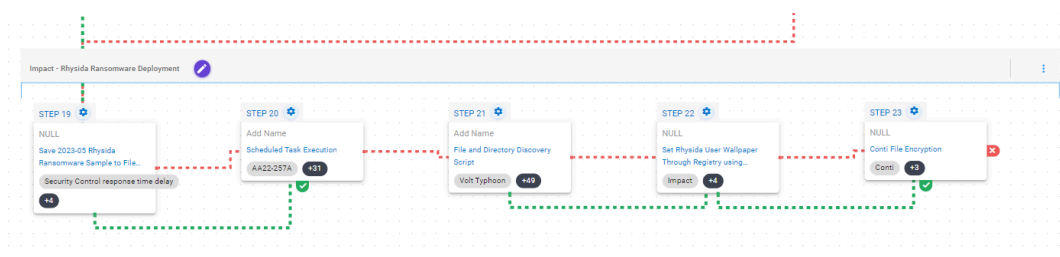 Impact - Rhysida Ransomware Deployment
STEP 19
NULL
Save 2023-05 Rhysida
Ransomware Sample to File...
Security Control response time delay
+4
STEP 20
Add Name
Scheduled Task Execution
AA22-257A +31
STEP 21
Add Name
File and Directory Discovery
Script
Volt Typhoon +49
STEP 22
NULL
Set Rhysida User Wallpaper
Through Registry using...
Impact +4
STEP 23
NULL
Conti File Encryption
Conti +3